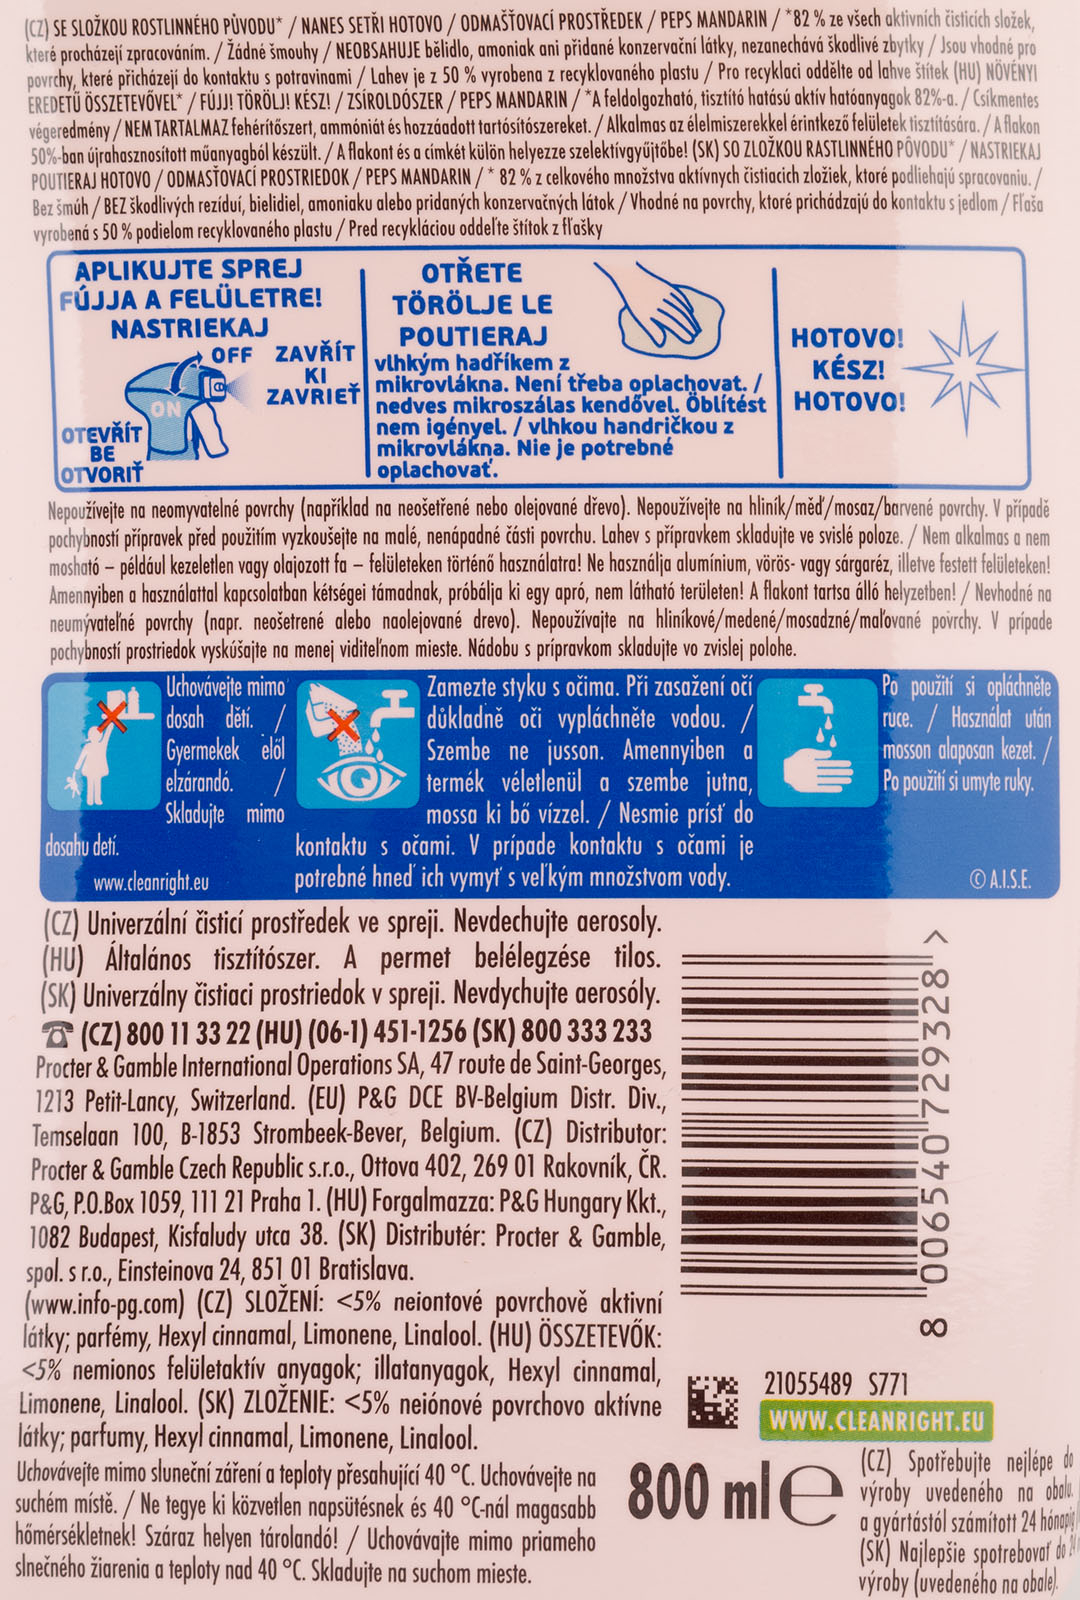 (CZ) SE SLOŽKOU ROSTLINNÉHO PŮVODU* / NANES SETŘI HOTOVO / ODMAŠŤOVACÍ PROSTŘEDEK / PEPS MANDARIN / *82 % ze všech aktivních čisticích složek,
které procházejí zpracováním. / Žádné šmouhy / NEOBSAHUJE bělidlo, amoniak ani přidané konzervační látky, nezanechává škodlivé zbytky / Jsou vhodné pro
povrchy, které přicházejí do kontaktu s potravinami / Lahev je z 50 % vyrobena z recyklovaného plastu / Pro recyklaci oddělte od lahve štítek (HU) NÖVÉNYI
EREDETŰ ÖSSZETEVŐVEL* / FÚJJ! TÖRÖLJ! KÉSZ! / ZSÍROLDÓSZER / PEPS MANDARIN / *A feldolgozható, tisztító hatású aktív hatóanyagok 82%-a. / Csíkmentes
végeredmény / NEM TARTALMAZ fehérítőszert, ammóniát és hozzáadott tartósítószereket. / Alkalmas az élelmiszerekkel érintkező felületek tisztítására. / A flakon
50%-ban újrahasznosított műanyagból készült. / A flakont és a címkét külön helyezze szelektívgyűjtőbe! (SK) SO ZLOŽKOU RASTLINNÉHO PÔVODU* / NASTRIEKAJ
POUTIERAJ HOTOVO / ODMASŤOVACÍ PROSTRIEDOK / PEPS MANDARIN / * 82 % z celkového množstva aktívnych čistiacich zložiek, ktoré podliehajú spracovaniu. /
Bez šmúh / BEZ škodlivých rezíduí, bielidiel, amoniaku alebo pridaných konzervačných látok / Vhodné na povrchy, ktoré prichádzajú do kontaktu s jedlom / Fľaša
vyrobená s 50 % podielom recyklovaného plastu / Pred recykláciou oddeľte štítok z fľašky
APLIKUJTE SPREJ
FÚJJA A FELÜLETRE!
NASTRIEKAJ
OFF
ZAVŘÍT
KI
ZAVRIEŤ
ON
OTEVŘÍT
BE
OTVORIŤ
OTŘETE
TÖRÖLJE LE
POUTIERAJ
vlhkým hadříkem z
mikrovlákna. Není třeba oplachovat. /
nedves mikroszálas kendővel. Öblítést
nem igényel. / vlhkou handričkou z
mikrovlákna. Nie je potrebné
oplachovať.
HOTOVO!
KÉSZ!
HOTOVO!
Nepoužívejte na neomyvatelné povrchy (například na neošetřené nebo olejované dřevo). Nepoužívejte na hliník/měď/mosaz/barvené povrchy. V případě
pochybností přípravek před použitím vyzkoušejte na malé, nenápadné části povrchu. Lahev s přípravkem skladujte ve svislé poloze. / Nem alkalmas a nem
mosható – például kezeletlen vagy olajozott fa – felületeken történő használatra! Ne használja alumínium, vörös- vagy sárgaréz, illetve festett felületeken!
Amennyiben a használattal kapcsolatban kétségei támadnak, próbálja ki egy apró, nem látható területen! A flakont tartsa álló helyzetben! / Nevhodné na
neumývateľné povrchy (napr. neošetrené alebo naolejované drevo). Nepoužívajte na hliníkové/medené/mosadzné/maľované povrchy. V prípade
pochybností prostriedok vyskúšajte na menej viditeľnom mieste. Nádobu s prípravkom skladujte vo zvislej polohe.
Uchovávejte mimo
dosah dětí. /
Gyermekek elől
elzárandó. /
Skladujte mimo
dosahu detí.
www.cleanright.eu
Zamezte styku s očima. Při zasažení očí
důkladně oči vypláchněte vodou. /
Szembe ne jusson. Amennyiben a
termék véletlenül a szembe jutna,
mossa ki bő vízzel. / Nesmie prísť do
kontaktu s očami. V prípade kontaktu s očami je
potrebné hneď ich vymyť s veľkým množstvom vody.
Po použití si opláchněte
ruce. / Használat után
mosson alaposan kezet. /
Po použití si umyte ruky.
© A.I.S.E.
(CZ) Univerzální čisticí prostředek ve spreji. Nevdechujte aerosoly.
(HU) Általános tisztítószer. A permet belélegzése tilos.
(SK) Univerzálny čistiaci prostriedok v spreji. Nevdychujte aerosóly.
☎ (CZ) 800 11 33 22 (HU) (06-1) 451-1256 (SK) 800 333 233
Procter & Gamble International Operations SA, 47 route de Saint-Georges,
1213 Petit-Lancy, Switzerland. (EU) P&G DCE BV-Belgium Distr. Div.,
Temselaan 100, B-1853 Strombeek-Bever, Belgium. (CZ) Distributor:
Procter & Gamble Czech Republic s.r.o., Ottova 402, 269 01 Rakovník, ČR.
P&G, P.O.Box 1059, 111 21 Praha 1. (HU) Forgalmazza: P&G Hungary Kkt.,
1082 Budapest, Kisfaludy utca 38. (SK) Distributér: Procter & Gamble,
spol. s r.o., Einsteinova 24, 851 01 Bratislava.
(www.info-pg.com) (CZ) SLOŽENÍ: <5% neiontové povrchově aktivní
látky; parfémy, Hexyl cinnamal, Limonene, Linalool. (HU) ÖSSZETEVŐK:
<5% nemionos felületaktív anyagok; illatanyagok, Hexyl cinnamal,
Limonene, Linalool. (SK) ZLOŽENIE: <5% neiónové povrchovo aktívne
látky; parfumy, Hexyl cinnamal, Limonene, Linalool.
Uchovávejte mimo sluneční záření a teploty přesahující 40 °C. Uchovávejte na
suchém místě. / Ne tegye ki közvetlen napsütésnek és 40 °C-nál magasabb
hőmérsékletnek! Száraz helyen tárolandó! / Uchovávajte mimo priameho
slnečného žiarenia a teploty nad 40 °C. Skladujte na suchom mieste.
8 006540 729328 >
21055489 S771
WWW.CLEANRIGHT.EU
800 ml e
(CZ) Spotřebujte nejlépe do
výroby uvedeného na obalu.
a gyártástól számított 24 hónapig
(SK) Najlepšie spotrebovať do 24
výroby (uvedeného na obale).